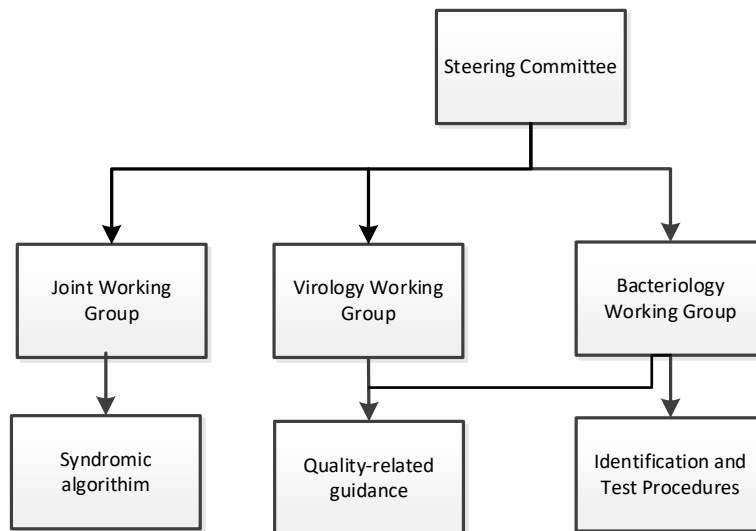 Steering Committee
Joint Working
Group
Virology Working
Group
Bacteriology
Working Group
Syndromic
algorithim
Quality-related
guidance
Identification and
Test Procedures